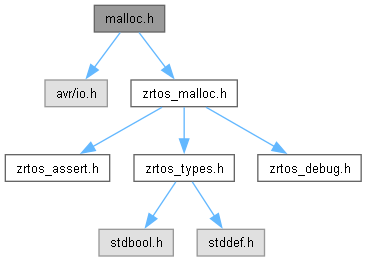 malloc.h
avr/io.h
zrtos_malloc.h
zrtos_assert.h
zrtos_types.h
zrtos_debug.h
stdbool.h
stddef.h